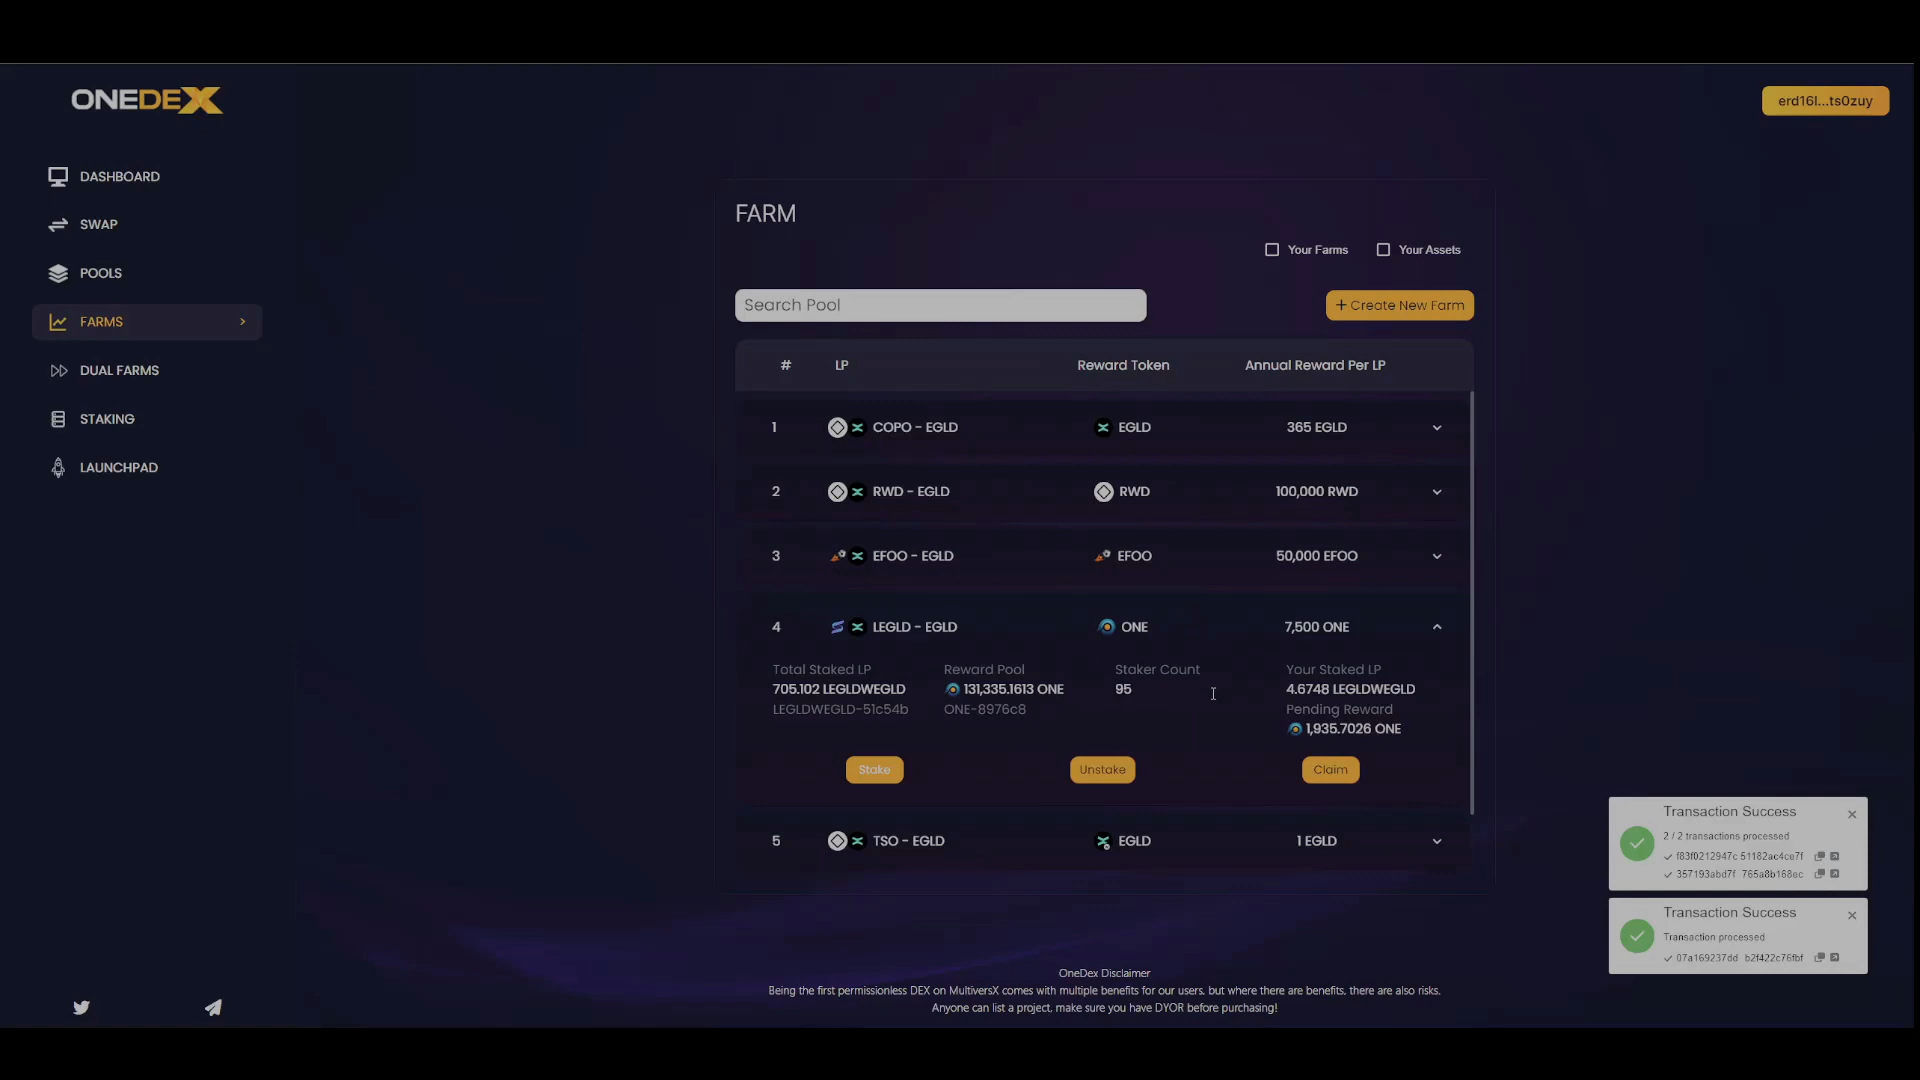 ONEDEX
erd16l...ts0zuy
DASHBOARD
SWAP
POOLS
FARMS
DUAL FARMS
STAKING
LAUNCHPAD
FARM
Your Farms
Your Assets
Search Pool
+ Create New Farm
# LP Reward Token Annual Reward Per LP
1 COPO - EGLD EGLD 365 EGLD
2 RWD - EGLD RWD 100,000 RWD
3 EFOO - EGLD EFOO 50,000 EFOO
4 LEGLD - EGLD ONE 7,500 ONE
Total Staked LP Reward Pool Staker Count Your Staked LP
705.102 LEGLDWEGLD 131,335.1613 ONE 95 4.6748 LEGLDWEGLD
LEGLDWEGLD-51c54b ONE-8976c8 Pending Reward
1,935.7026 ONE
Stake Unstake Claim
5 TSO - EGLD EGLD 1 EGLD
Transaction Success
2 / 2 transactions processed
f83f0212947c 51182ac4ce7f
357193abd7f 765a8b168ec
Transaction Success
Transaction processed
07a169237dd b2f422c76fbf
OneDex Disclaimer
Being the first permissionless DEX on MultiversX comes with multiple benefits for our users, but where there are benefits, there are also risks.
Anyone can list a project, make sure you have DYOR before purchasing!